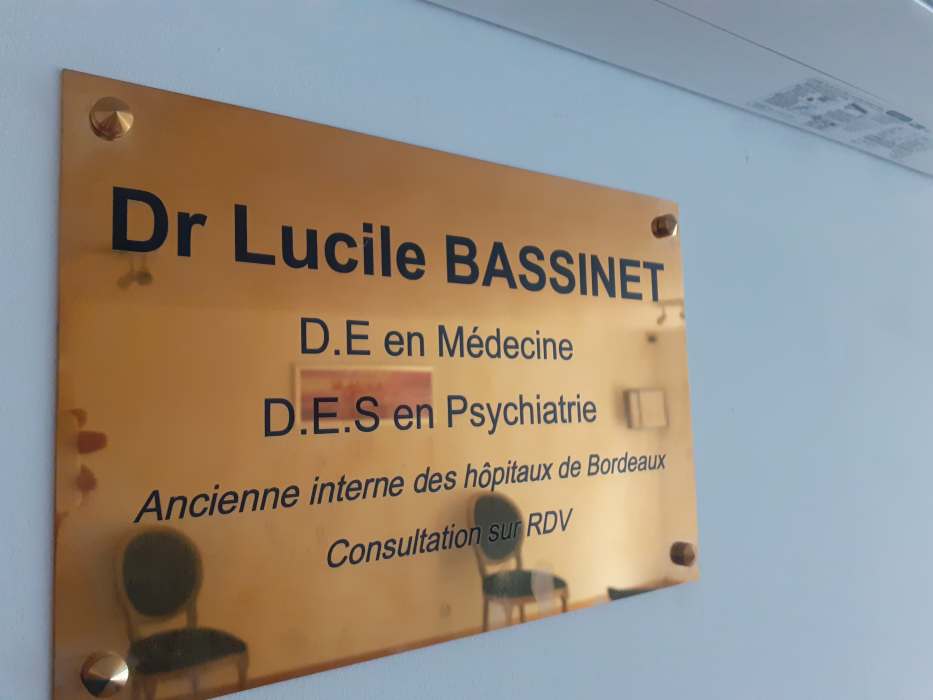 Dr Lucile BASSINET
D.E en Médecine
D.E.S en Psychiatrie
Ancienne interne des hôpitaux de Bordeaux
Consultation sur RDV